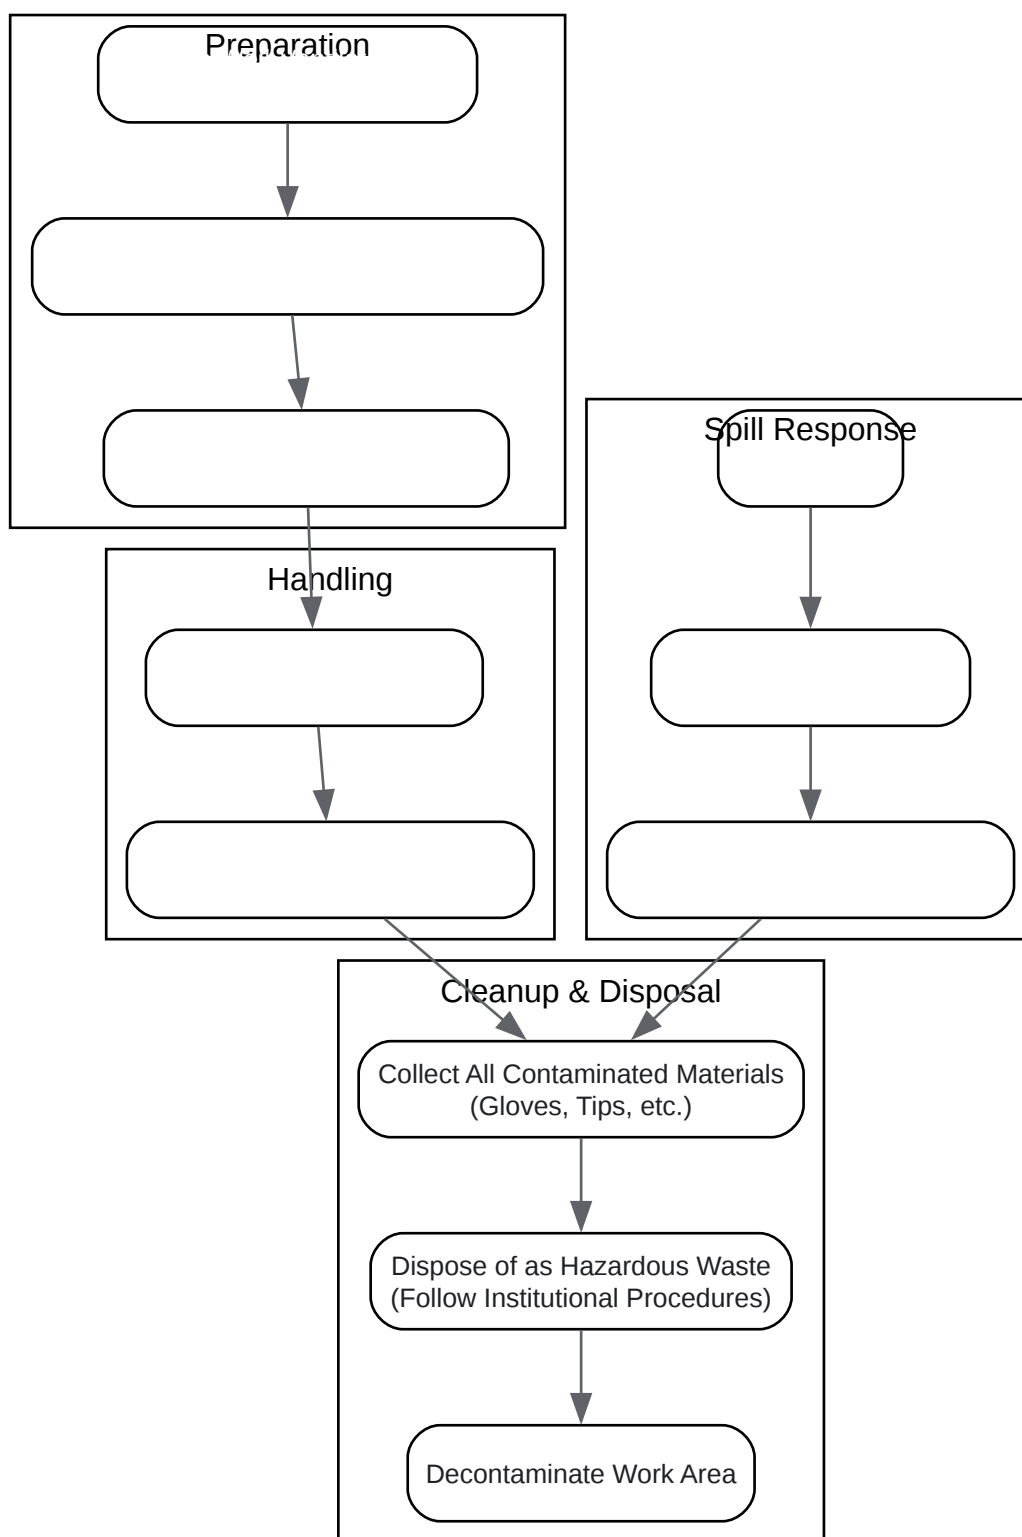 Preparation
Spill Response
Handling
Cleanup & Disposal
Collect All Contaminated Materials
(Gloves, Tips, etc.)
Dispose of as Hazardous Waste
(Follow Institutional Procedures)
Decontaminate Work Area